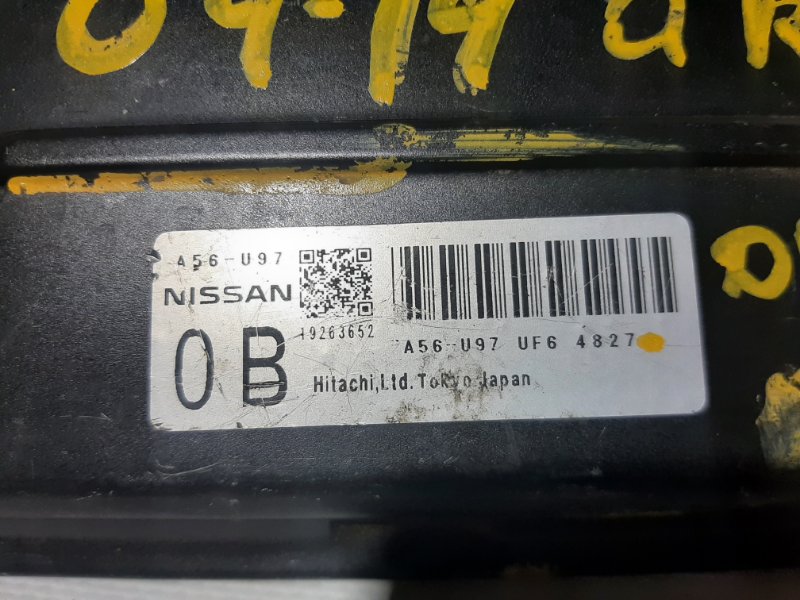 04-14
A56-U97
NISSAN
19263652
0B
A56-U97 UF6 4827
Hitachi,Ltd.Tokyo Japan